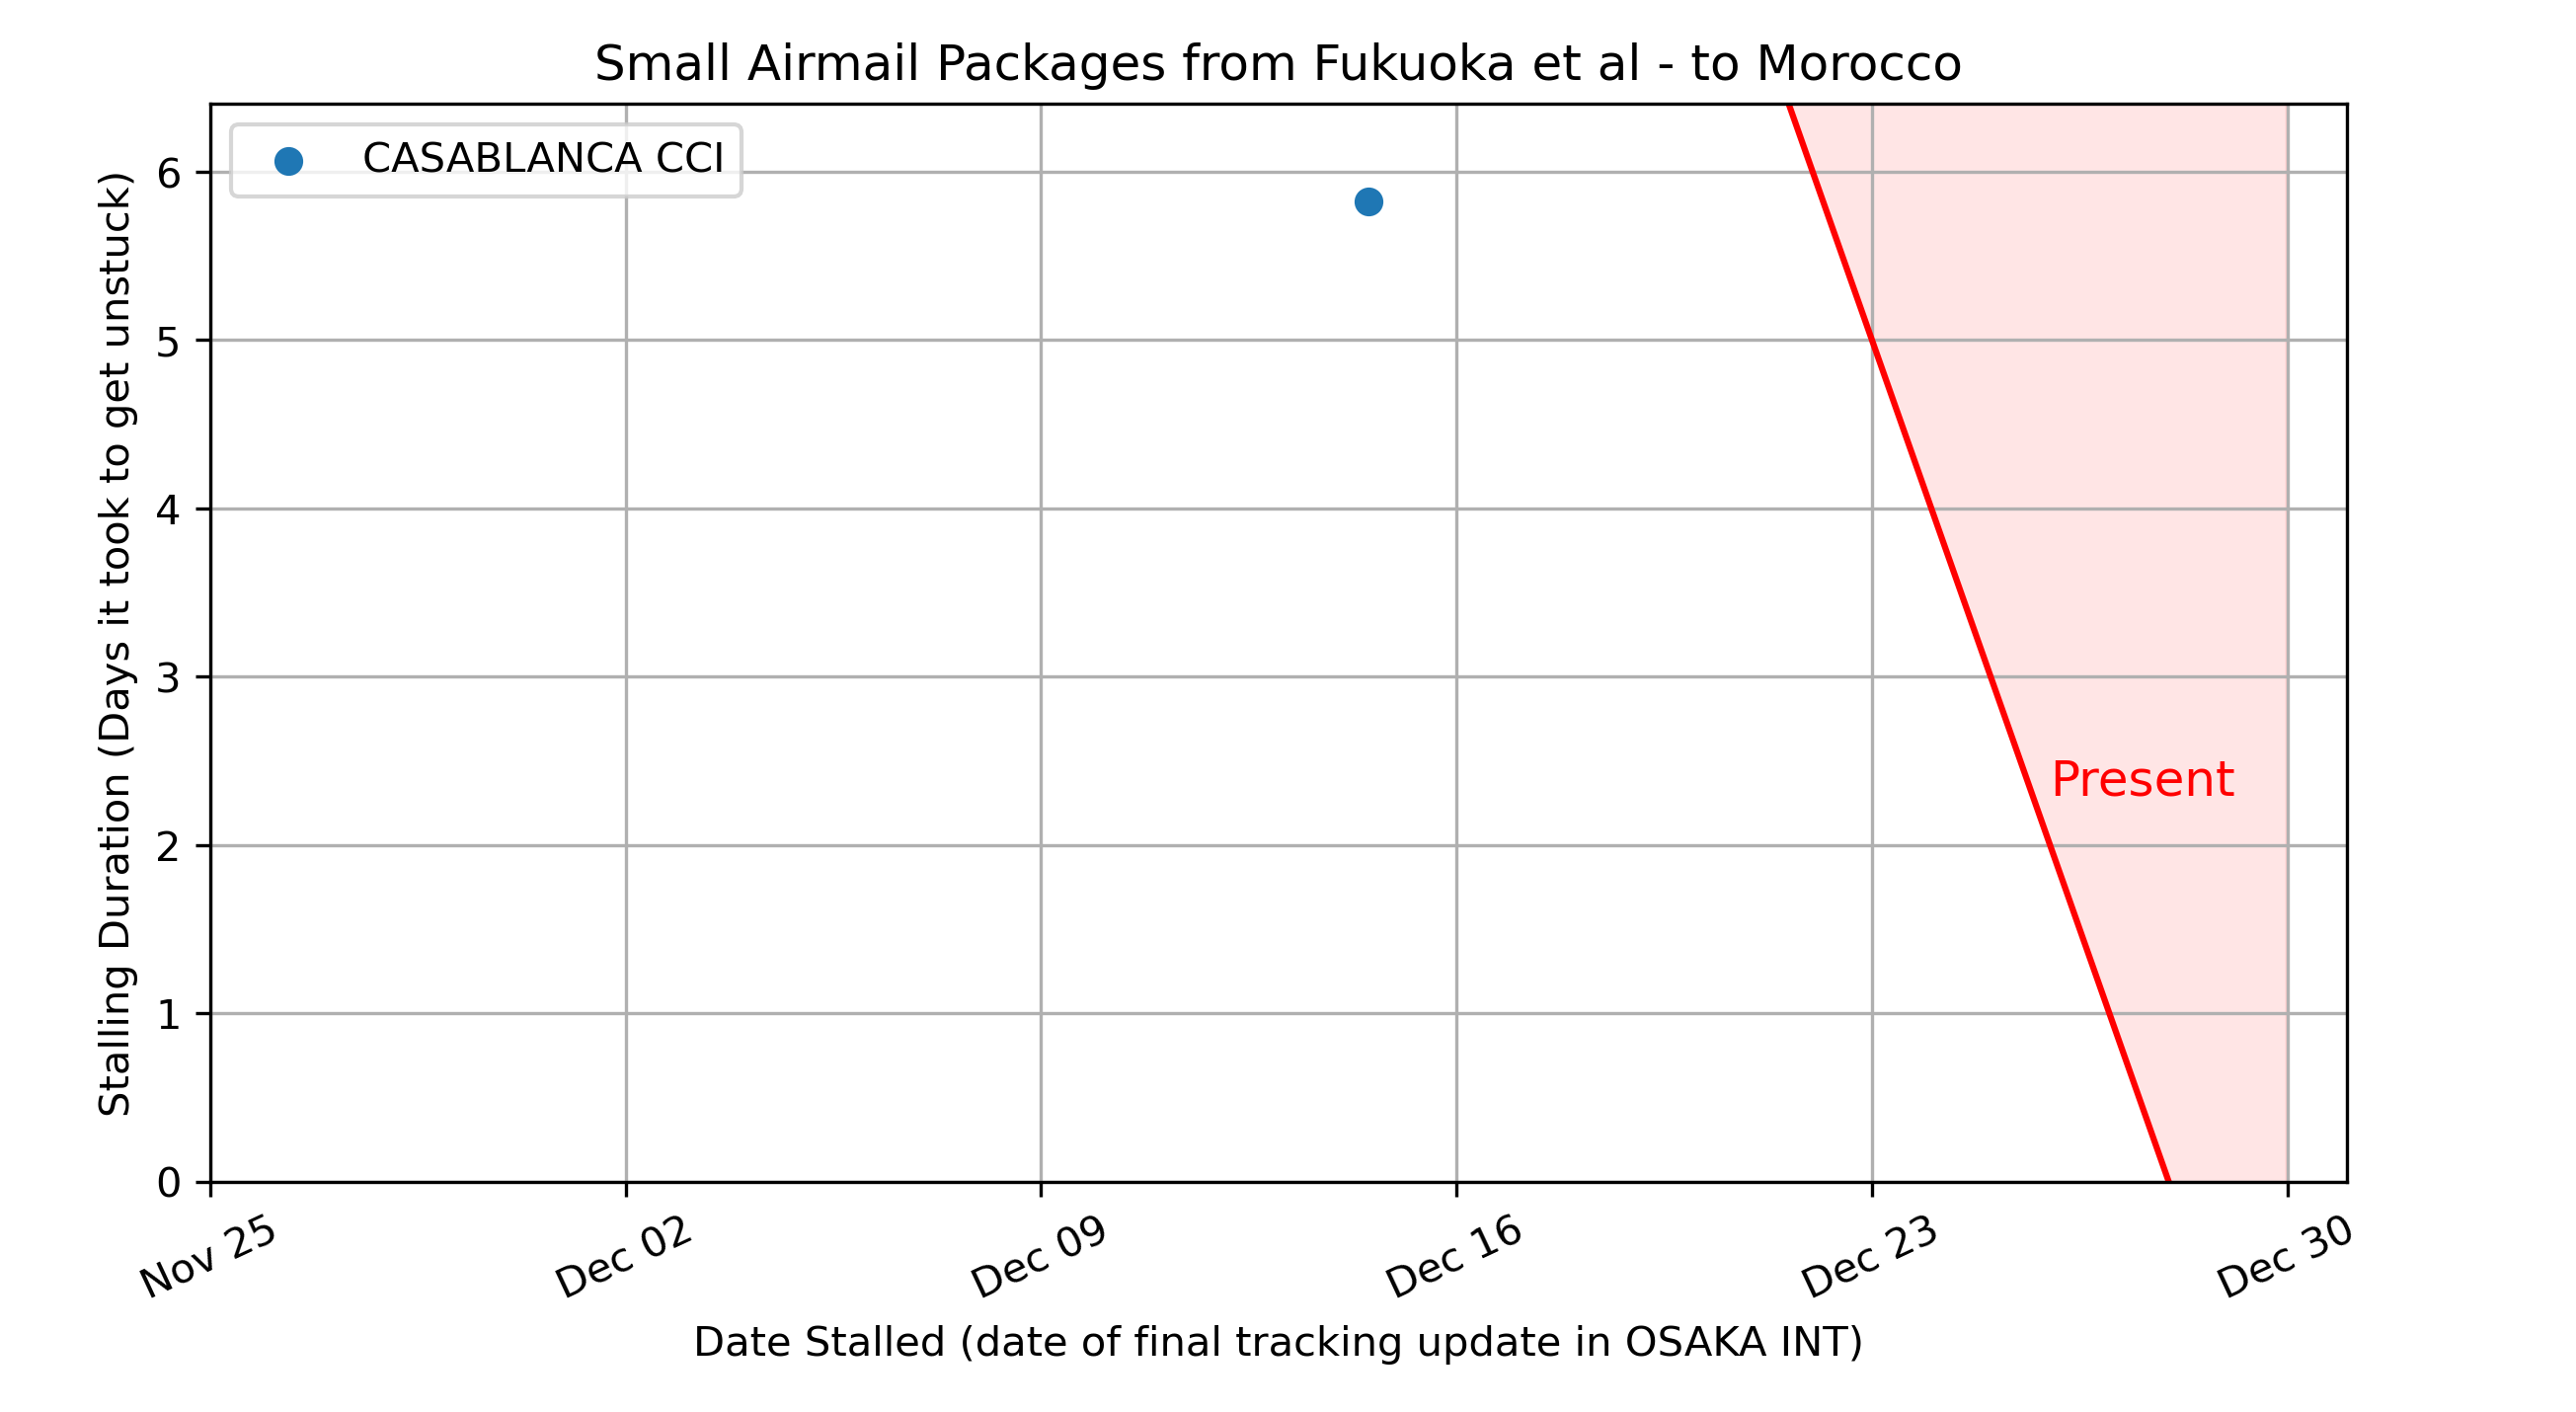 Small Airmail Packages from Fukuoka et al - to Morocco
CASABLANCA CCI
Stalling Duration (Days it took to get unstuck)
6
5
4
3
2
1
0
Present
Nov 25
Dec 02
Dec 09
Dec 16
Dec 23
Dec 30
Date Stalled (date of final tracking update in OSAKA INT)